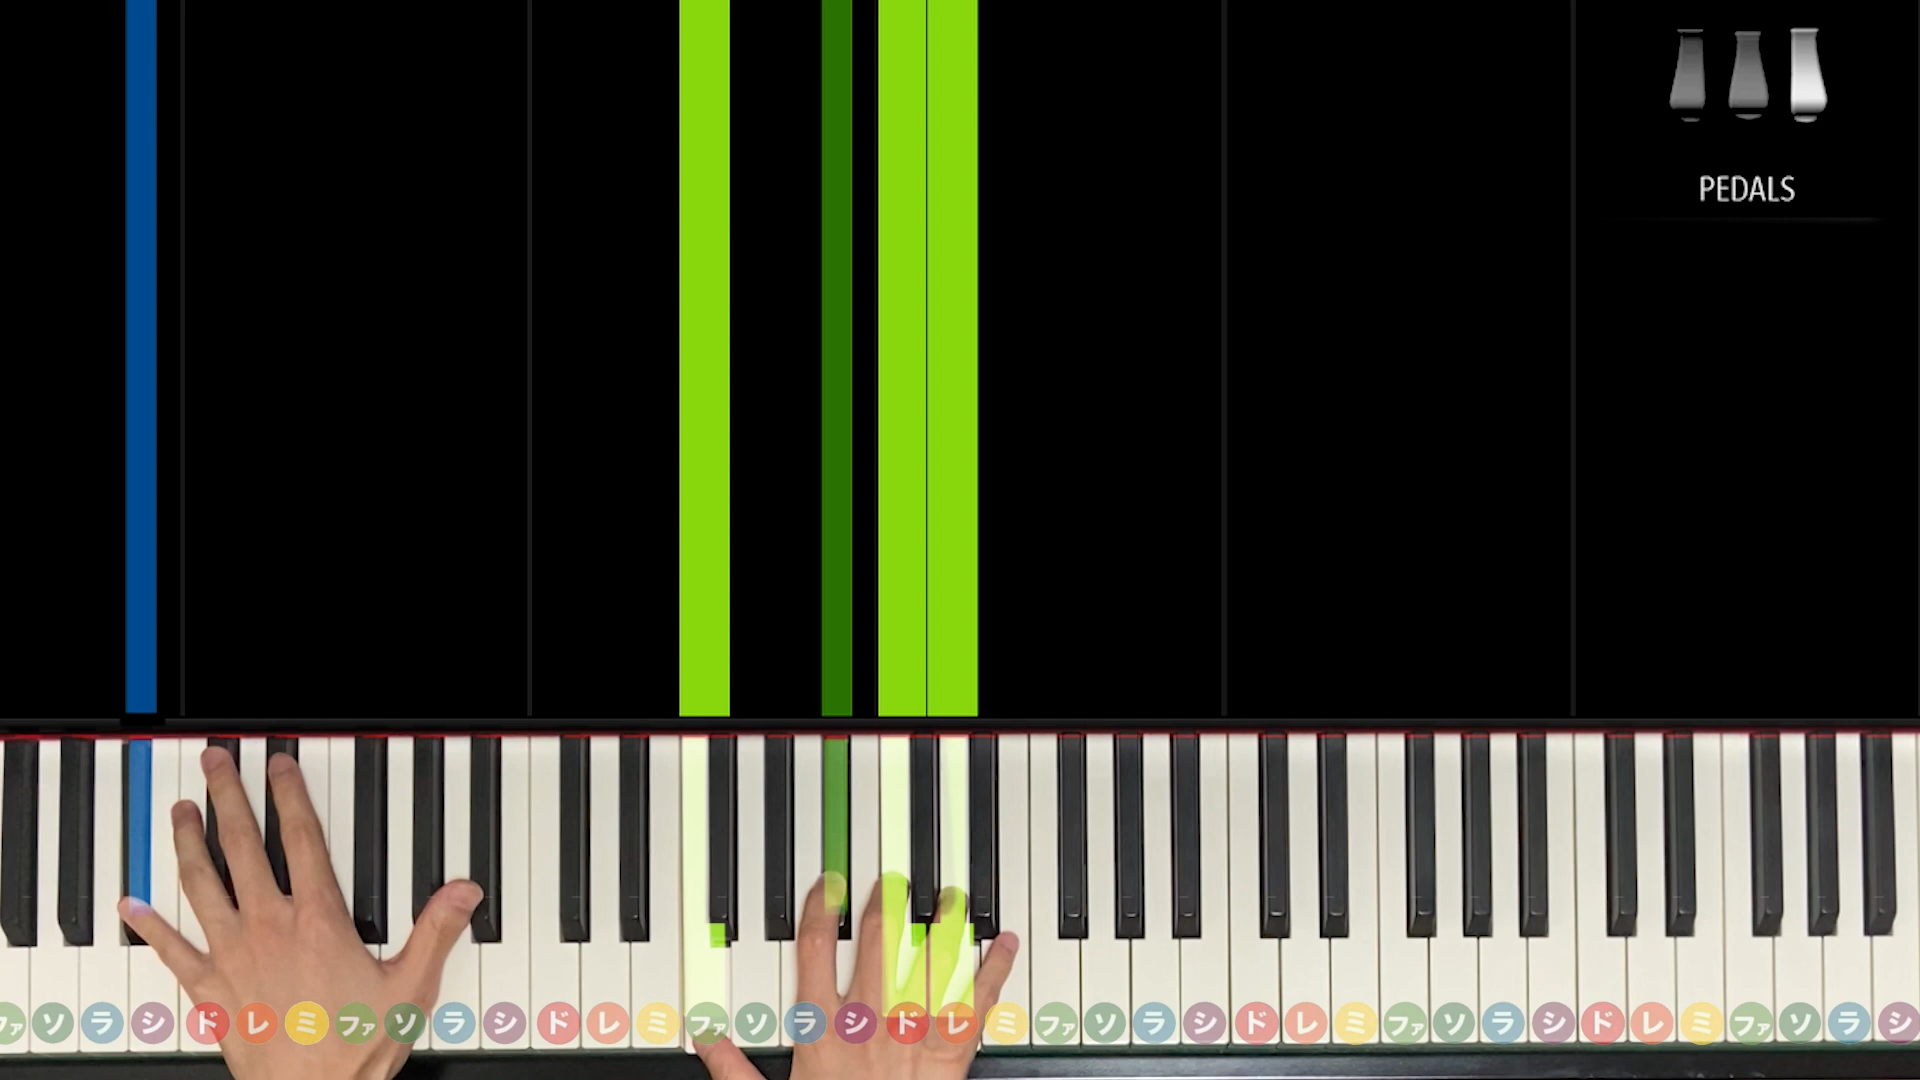 PEDALS
ファ ソ ラ シ ド レ ミ ファ ソ ラ シ ド レ ミ ファ ソ ラ シ ド レ ミ ファ ソ ラ シ ド レ ミ ファ ソ ラ シ ド レ ミ ファ ソ ラ シ